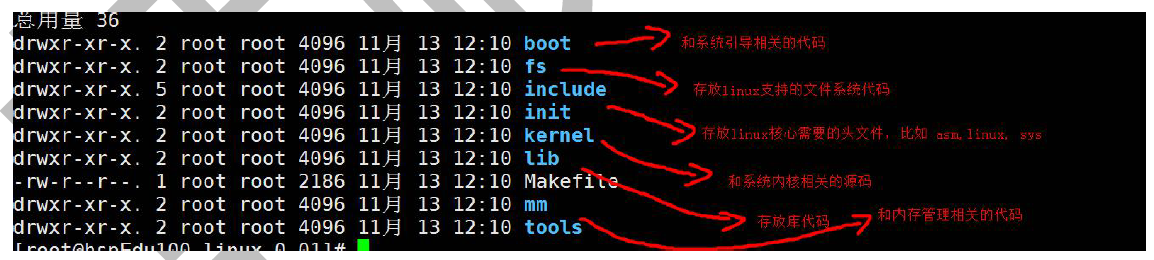 总用量 36
drwxr-xr-x. 2 root root 4096 11月 13 12:10 boot 和系统引导相关的代码
drwxr-xr-x. 2 root root 4096 11月 13 12:10 fs
drwxr-xr-x. 5 root root 4096 11月 13 12:10 include 存放linux支持的文件系统代码
drwxr-xr-x. 2 root root 4096 11月 13 12:10 init
drwxr-xr-x. 2 root root 4096 11月 13 12:10 kernel 存放linux核心需要的头文件, 比如 asm,linux, sys
drwxr-xr-x. 2 root root 4096 11月 13 12:10 lib
-rw-r--r--. 1 root root 2186 11月 13 12:10 Makefile 和系统内核相关的源码
drwxr-xr-x. 2 root root 4096 11月 13 12:10 mm 存放库代码 和内存管理相关的代码
drwxr-xr-x. 2 root root 4096 11月 13 12:10 tools
[root@hspEdu100 linux-0.01]#